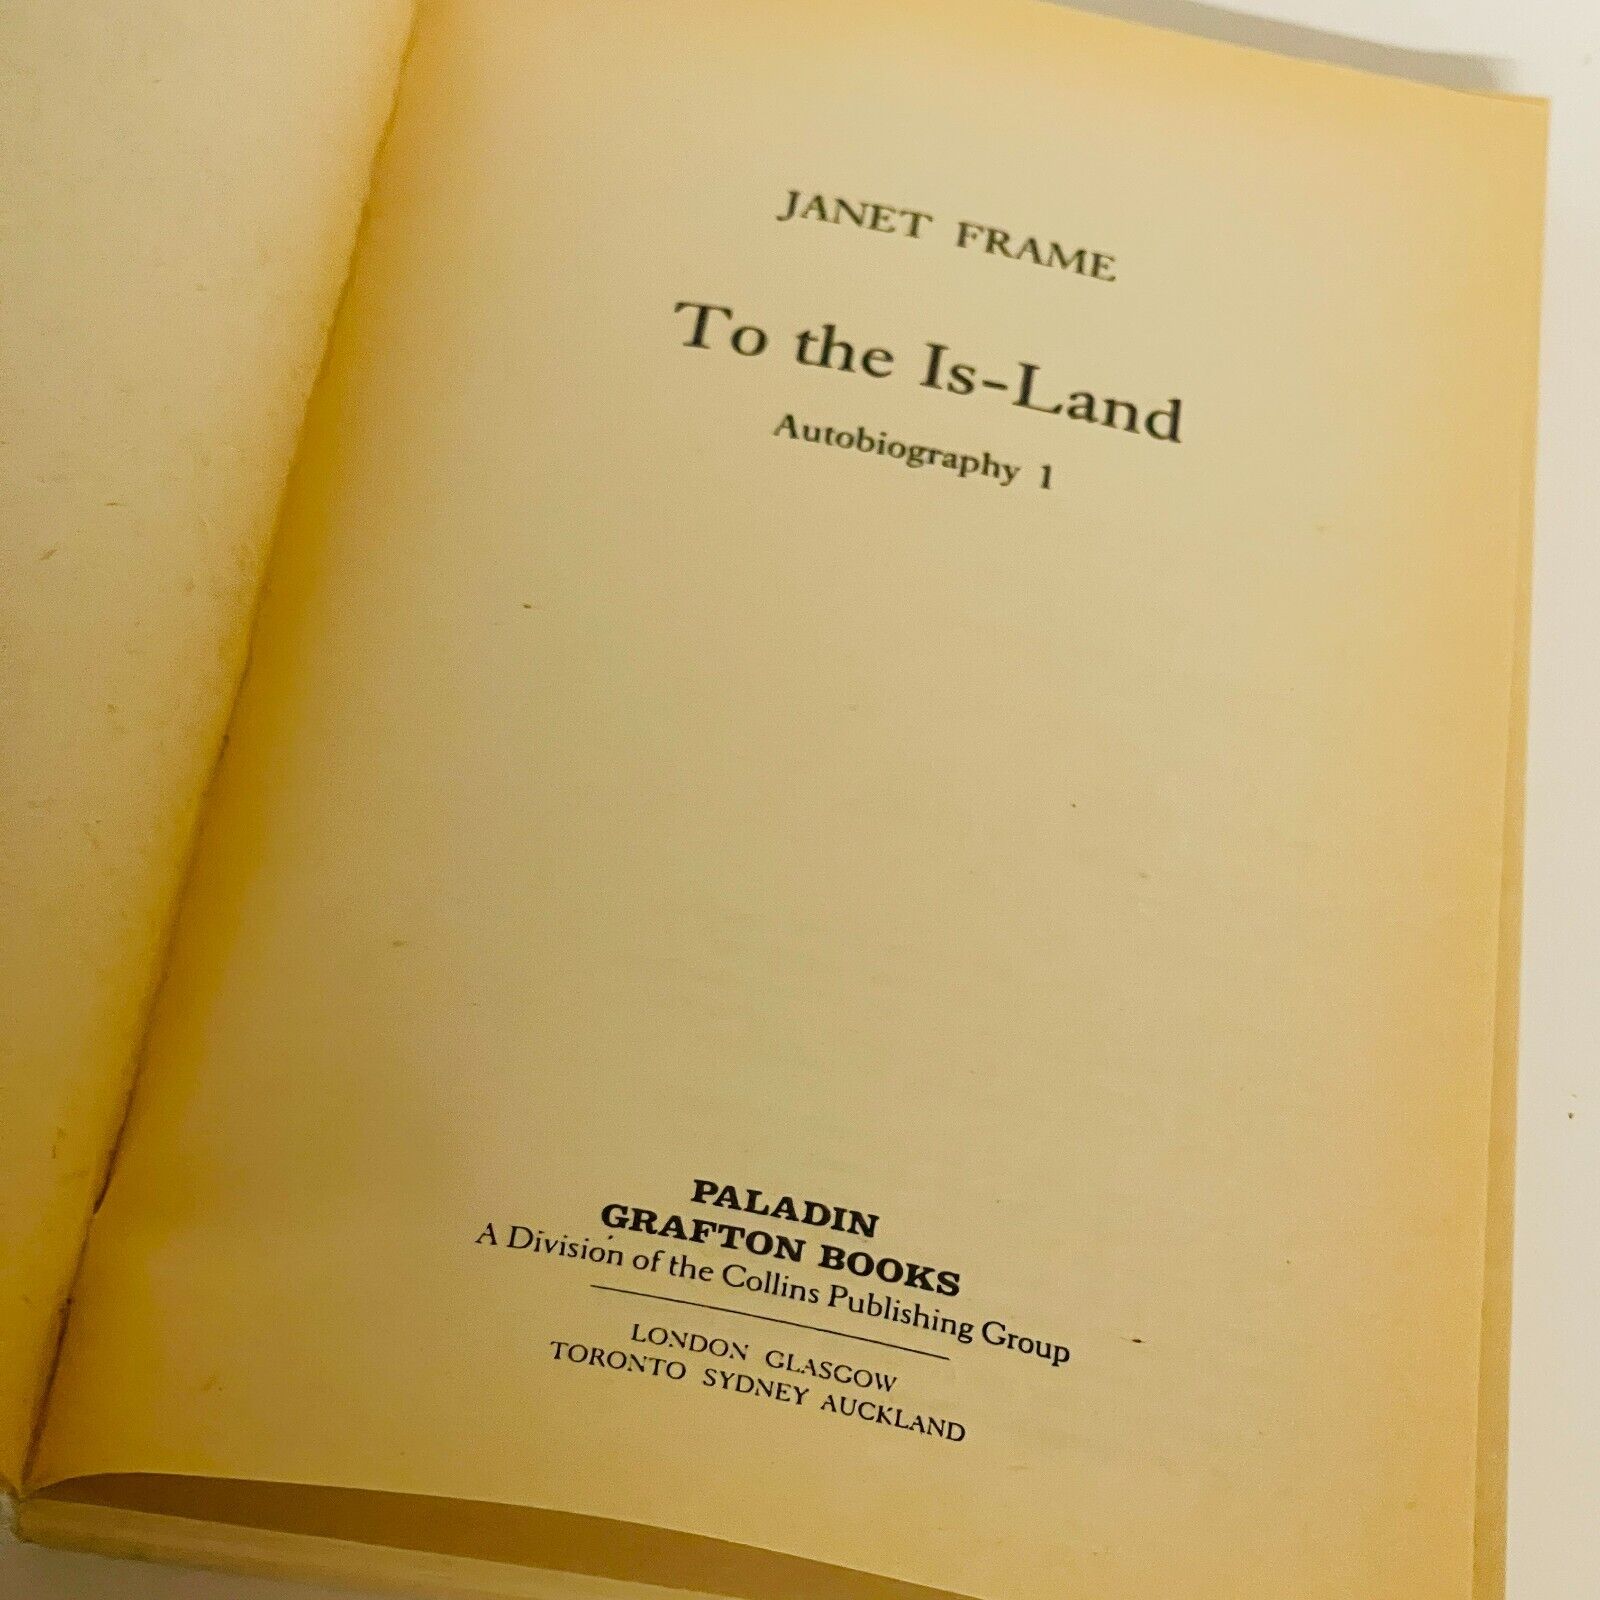 JANET FRAME
To the Is-Land
Autobiography 1
PALADIN
GRAFTON BOOKS
A Division of the Collins Publishing Group
LONDON GLASGOW
TORONTO SYDNEY AUCKLAND